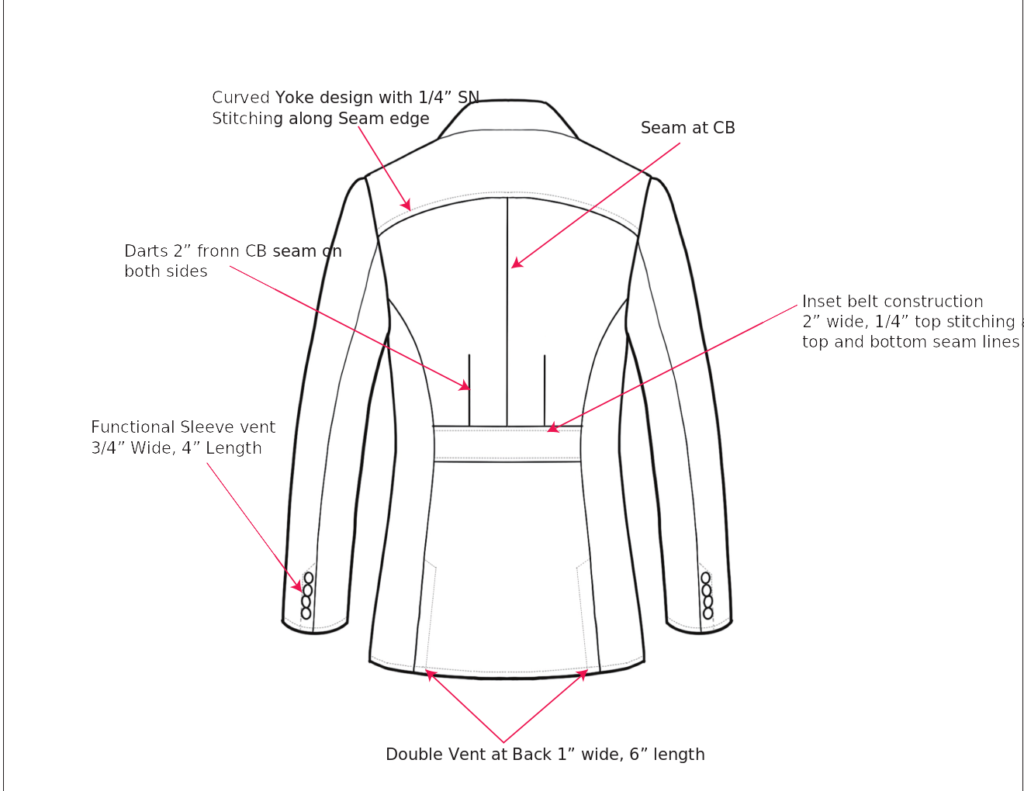 Curved Yoke design with 1/4” SN
Stitching along Seam edge
Seam at CB
Darts 2” fronn CB seam on
both sides
Inset belt construction
2” wide, 1/4” top stitching
top and bottom seam lines
Functional Sleeve vent
3/4” Wide, 4” Length
Double Vent at Back 1” wide, 6” length